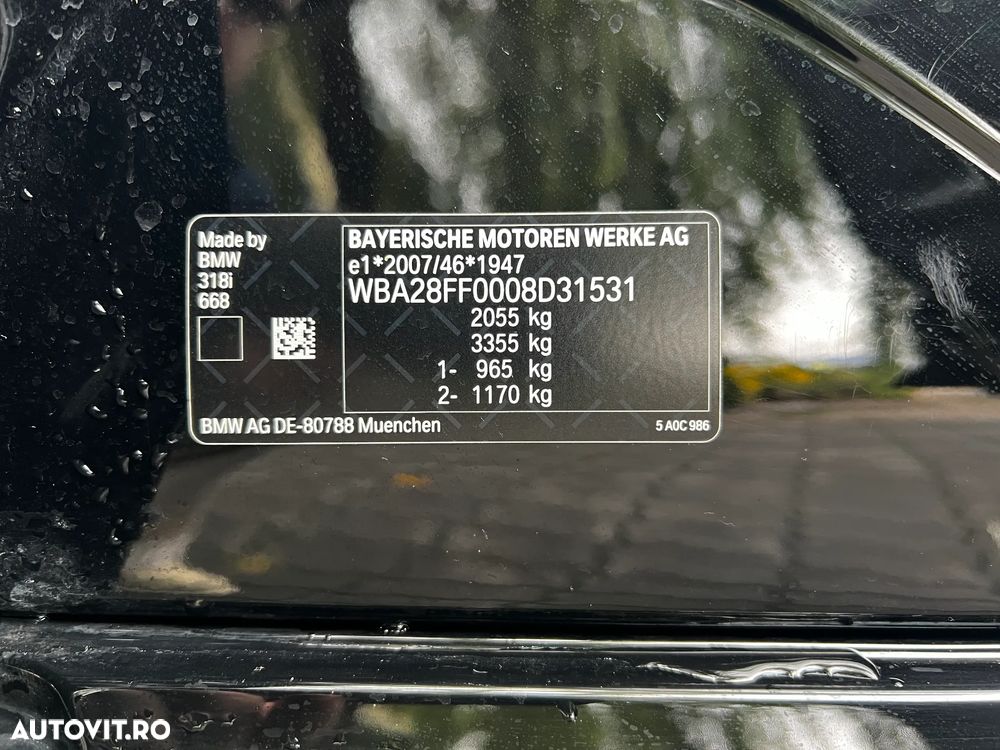 Made by
BMW
318i
668
BAYERISCHE MOTOREN WERKE AG
e1*2007/46*1947
WBA28FF0008D31531
2055 kg
3355 kg
1- 965 kg
2- 1170 kg
BMW AG DE-80788 Muenchen
5 A0C 986
AUTOVIT.RO